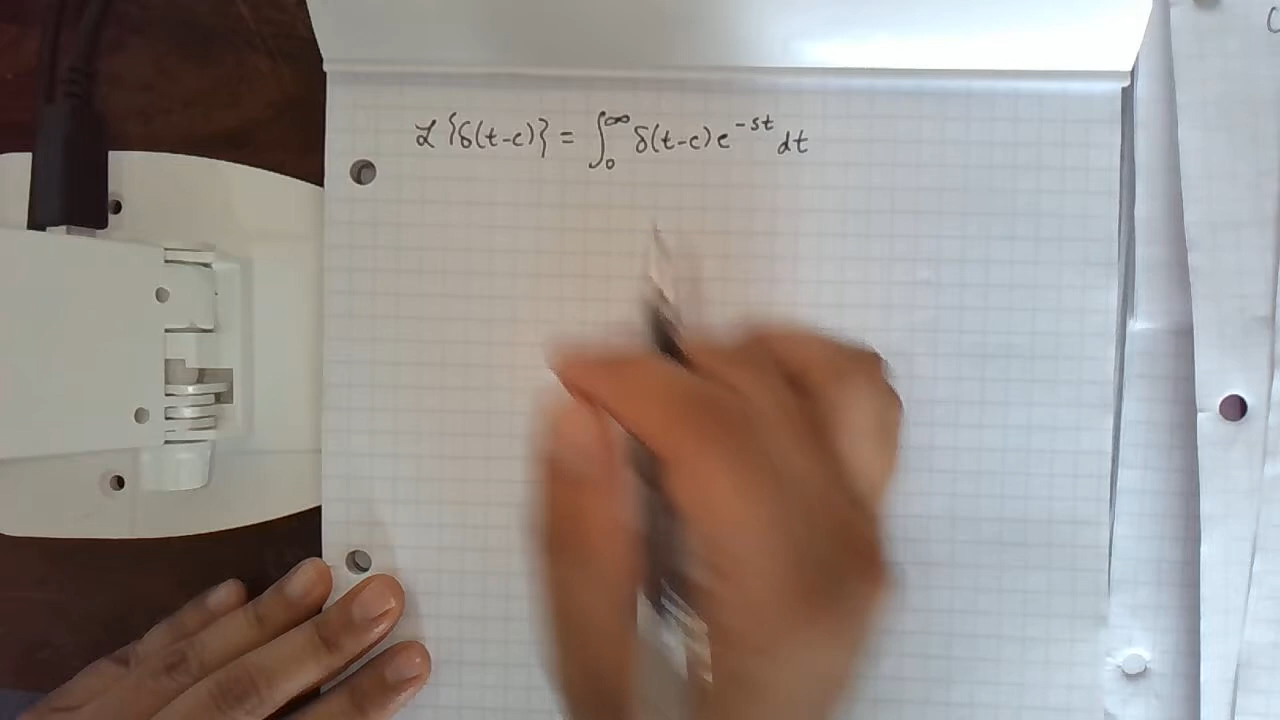 ℒ{δ(t-c)} = ∫₀^∞ δ(t-c) e^{-st} dt